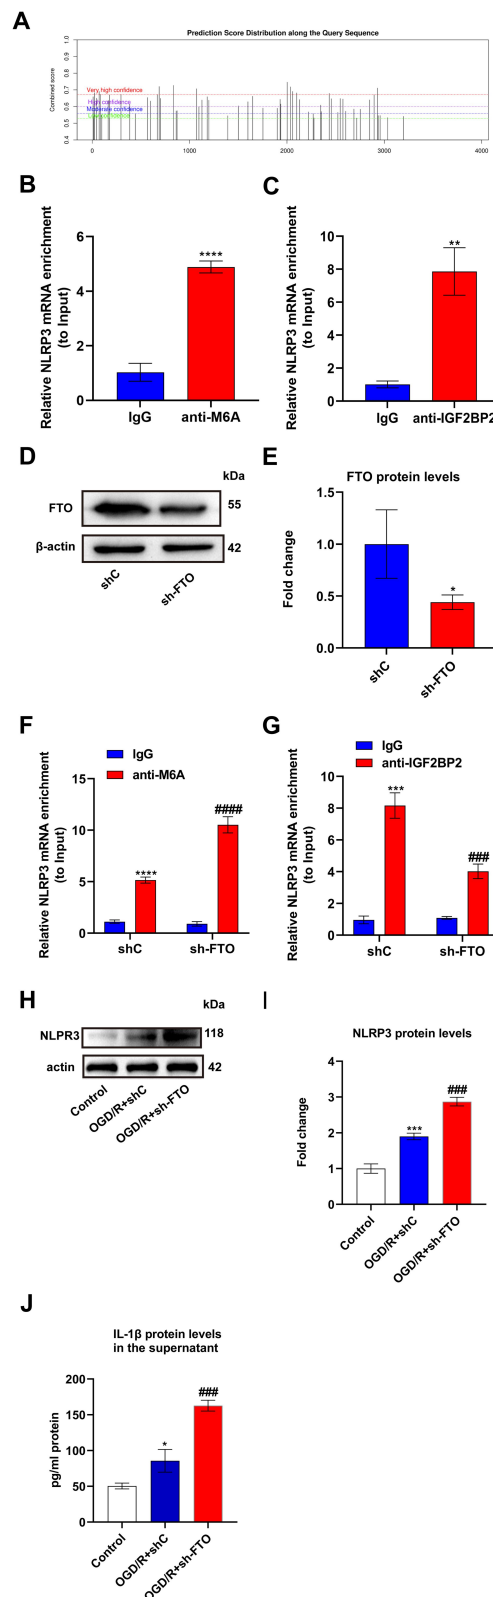 A
Prediction Score Distribution along the Query Sequence
Combined score
1.0
0.9
0.8
0.7
0.6
0.5
0.4
Very high confidence
High confidence
Moderate confidence
Low confidence
0
1000
2000
3000
4000
B
Relative NLRP3 mRNA enrichment
(to Input)
6
4
2
0
****
IgG
anti-M6A
C
Relative NLRP3 mRNA enrichment
(to Input)
10
8
6
4
2
0
**
IgG
anti-IGF2BP2
D
kDa
FTO
55
β-actin
42
shC
sh-FTO
E
FTO protein levels
Fold change
1.5
1.0
0.5
0.0
*
shC
sh-FTO
F
IgG
anti-M6A
Relative NLRP3 mRNA enrichment
(to Input)
15
10
5
0
****
####
shC
sh-FTO
G
IgG
anti-IGF2BP2
Relative NLRP3 mRNA enrichment
(to Input)
10
8
6
4
2
0
***
###
shC
sh-FTO
H
kDa
NLPR3
118
actin
42
Control
OGD/R+shC
OGD/R+sh-FTO
I
NLRP3 protein levels
Fold change
4
3
2
1
0
***
###
Control
OGD/R+shC
OGD/R+sh-FTO
J
IL-1β protein levels
in the supernatant
pg/ml protein
200
150
100
50
0
*
###
Control
OGD/R+shC
OGD/R+sh-FTO